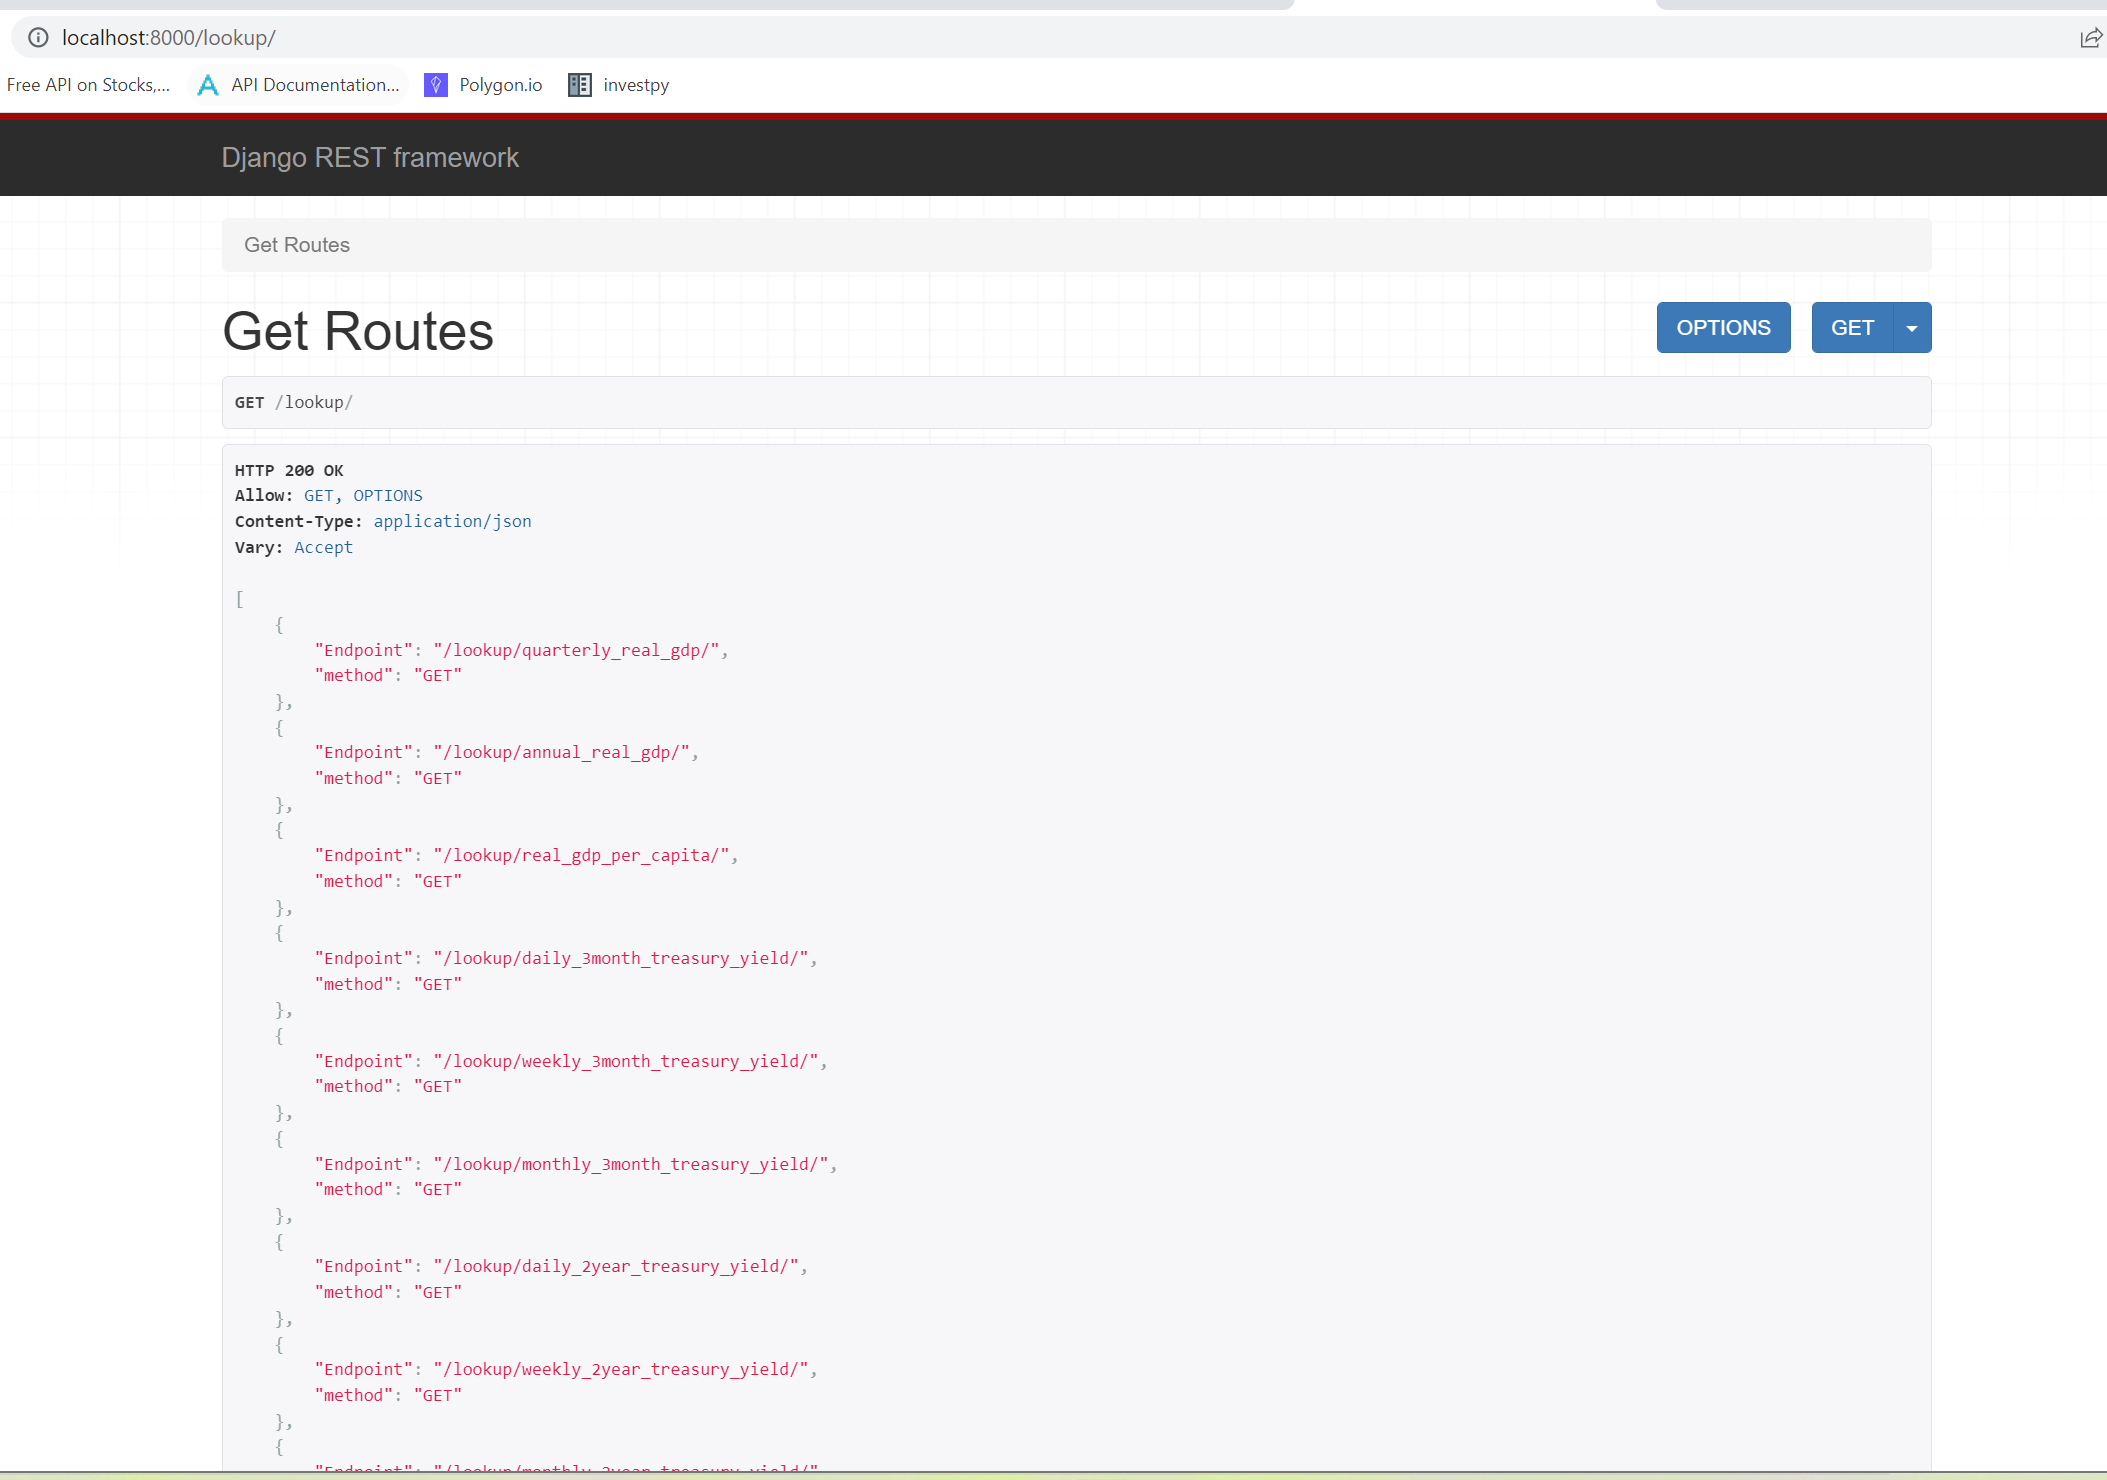 localhost:8000/lookup/
Free API on Stocks,... API Documentation... Polygon.io investpy
Django REST framework
Get Routes
Get Routes
OPTIONS GET
GET /lookup/
HTTP 200 OK
Allow: GET, OPTIONS
Content-Type: application/json
Vary: Accept
[
{
"Endpoint": "/lookup/quarterly_real_gdp/",
"method": "GET"
},
{
"Endpoint": "/lookup/annual_real_gdp/",
"method": "GET"
},
{
"Endpoint": "/lookup/real_gdp_per_capita/",
"method": "GET"
},
{
"Endpoint": "/lookup/daily_3month_treasury_yield/",
"method": "GET"
},
{
"Endpoint": "/lookup/weekly_3month_treasury_yield/",
"method": "GET"
},
{
"Endpoint": "/lookup/monthly_3month_treasury_yield/",
"method": "GET"
},
{
"Endpoint": "/lookup/daily_2year_treasury_yield/",
"method": "GET"
},
{
"Endpoint": "/lookup/weekly_2year_treasury_yield/",
"method": "GET"
},
{
"Endpoint": "/lookup/monthly_2year_treasury_yield/"